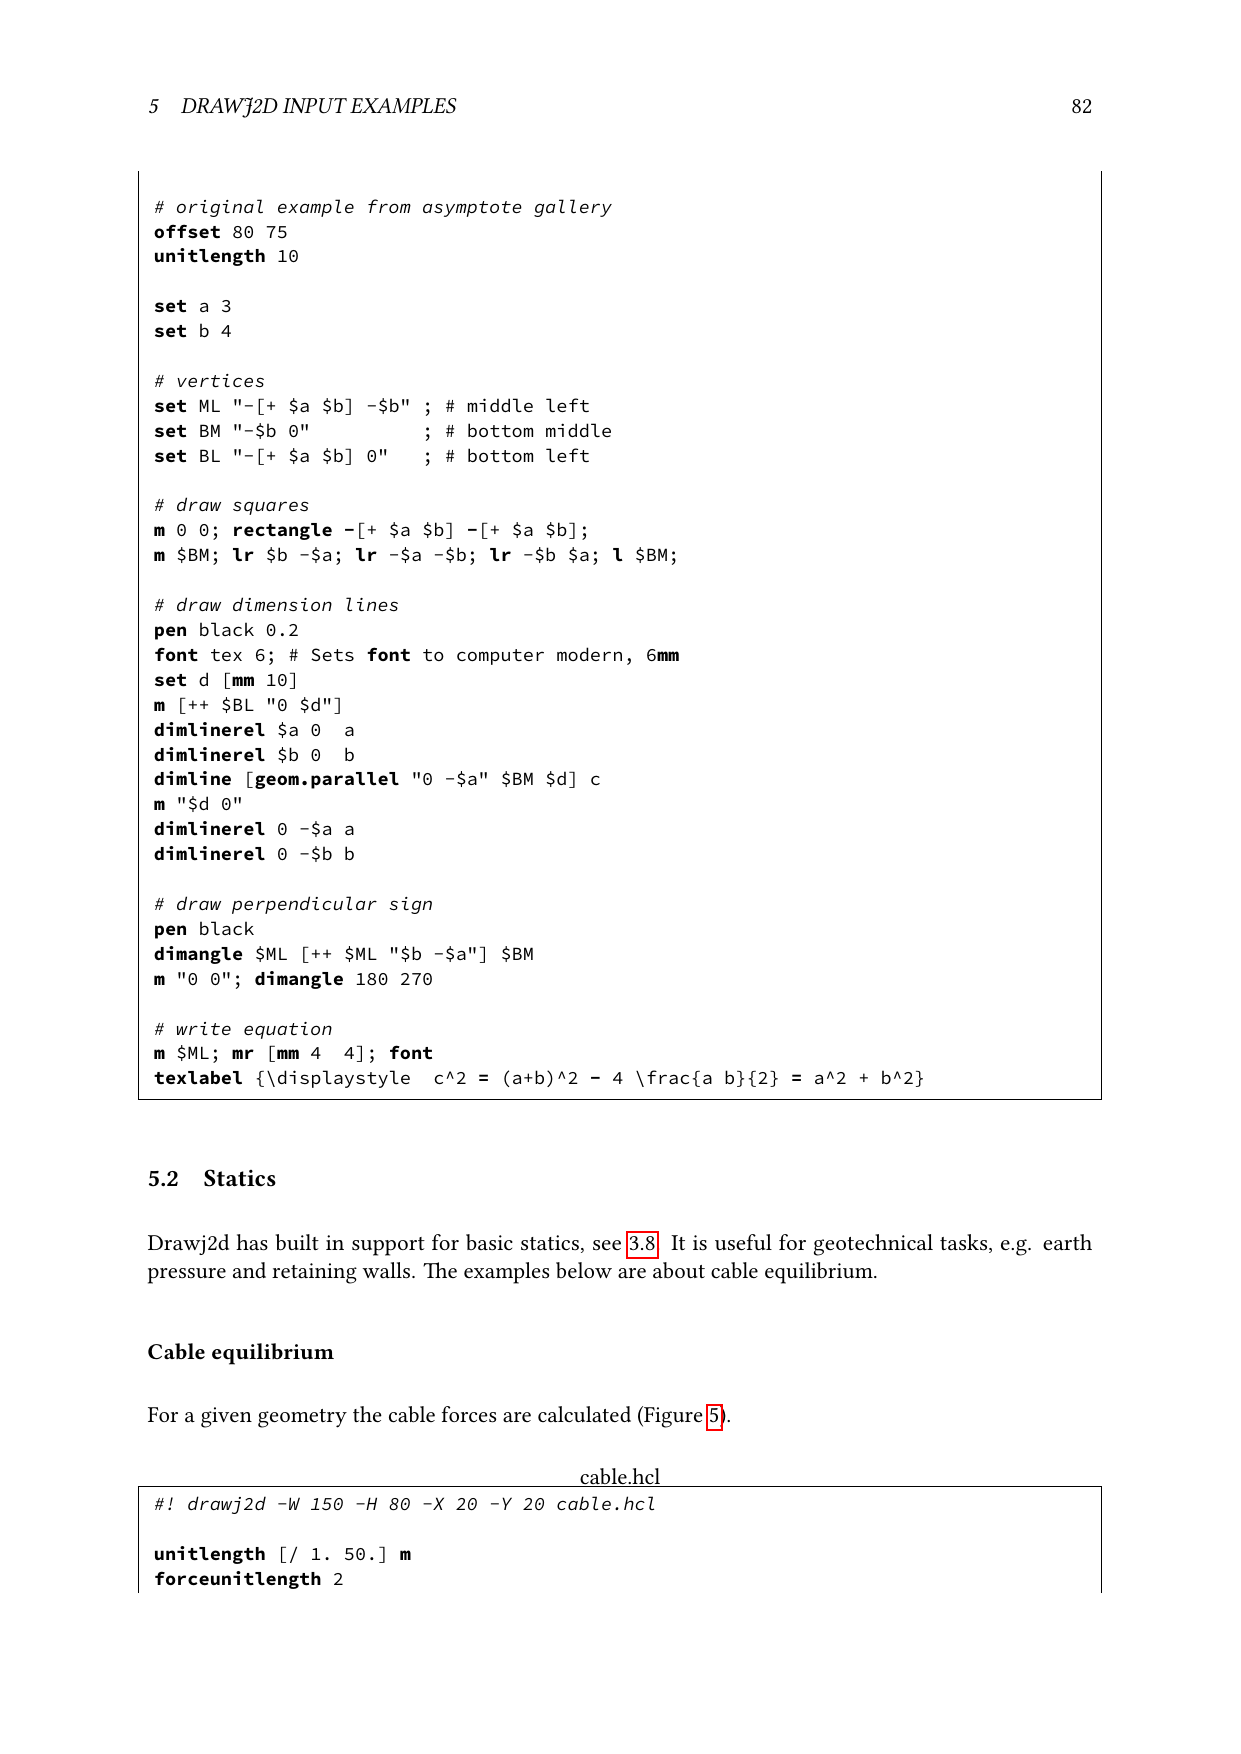 5 DRAWJ2D INPUT EXAMPLES 82
# original example from asymptote gallery
offset 80 75
unitlength 10
set a 3
set b 4
# vertices
set ML "-[+ $a $b] -$b" ; # middle left
set BM "-$b 0" ; # bottom middle
set BL "-[+ $a $b] 0" ; # bottom left
# draw squares
m 0 0; rectangle -[+ $a $b] -[+ $a $b];
m $BM; lr $b -$a; lr -$a -$b; lr -$b $a; l $BM;
# draw dimension lines
pen black 0.2
font tex 6; # Sets font to computer modern, 6mm
set d [mm 10]
m [++ $BL "0 $d"]
dimlinerel $a 0 a
dimlinerel $b 0 b
dimline [geom.parallel "0 -$a" $BM $d] c
m "$d 0"
dimlinerel 0 -$a a
dimlinerel 0 -$b b
# draw perpendicular sign
pen black
dimangle $ML [++ $ML "$b -$a"] $BM
m "0 0"; dimangle 180 270
# write equation
m $ML; mr [mm 4 4]; font
texlabel {\displaystyle c^2 = (a+b)^2 - 4 \frac{a b}{2} = a^2 + b^2}
5.2 Statics
Drawj2d has built in support for basic statics, see 3.8. It is useful for geotechnical tasks, e.g. earth
pressure and retaining walls. The examples below are about cable equilibrium.
Cable equilibrium
For a given geometry the cable forces are calculated (Figure 5).
cable.hcl
#! drawj2d -W 150 -H 80 -X 20 -Y 20 cable.hcl
unitlength [/ 1. 50.] m
forceunitlength 2